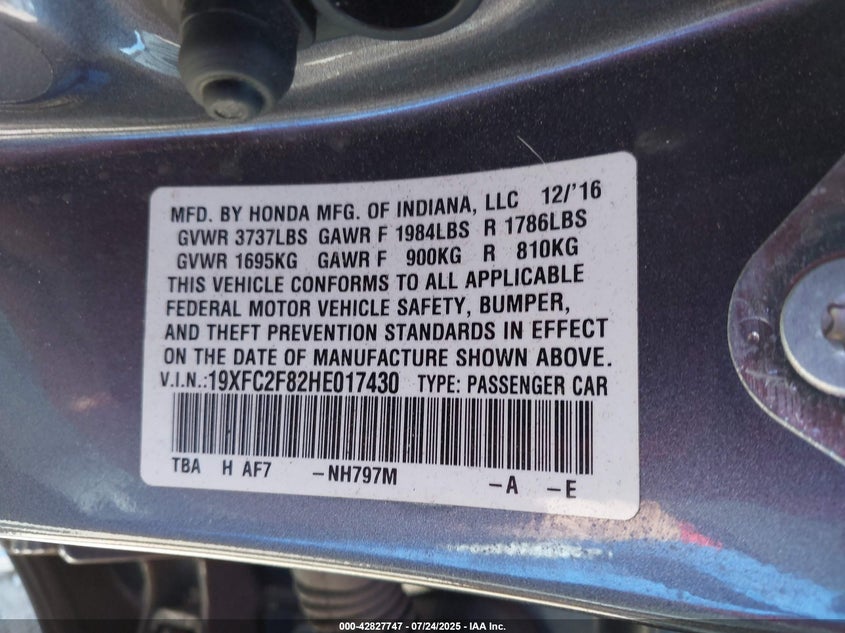 MFD. BY HONDA MFG. OF INDIANA, LLC 12/'16
GVWR 3737LBS GAWR F 1984LBS R 1786LBS
GVWR 1695KG GAWR F 900KG R 810KG
THIS VEHICLE CONFORMS TO ALL APPLICABLE
FEDERAL MOTOR VEHICLE SAFETY, BUMPER,
AND THEFT PREVENTION STANDARDS IN EFFECT
ON THE DATE OF MANUFACTURE SHOWN ABOVE.
V.I.N.:19XFC2F82HE017430 TYPE: PASSENGER CAR
TBA H AF7 –NH797M –A –E
000-42827747 - 07/24/2025 - IAA Inc.